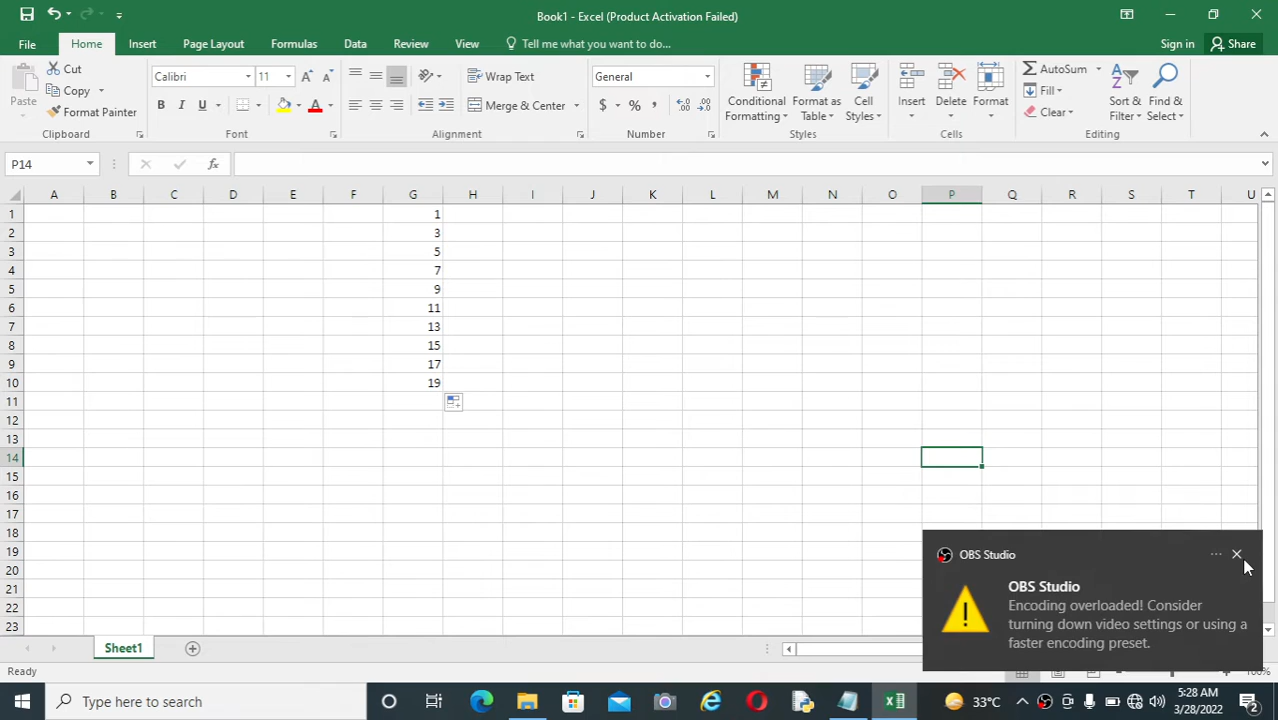 Book1 - Excel (Product Activation Failed)
File Home Insert Page Layout Formulas Data Review View Tell me what you want to do... Sign in Share
Paste Cut Copy Format Painter
Clipboard
Calibri 11
B I U A
Font
Wrap Text
Merge & Center
Alignment
General
$ % ,
Number
Conditional Formatting Format as Table Cell Styles
Styles
Insert Delete Format
Cells
AutoSum
Fill
Clear
Sort & Filter Find & Select
Editing
P14 fx
A B C D E F G H I J K L M N O P Q R S T U
1 1
2 3
3 5
4 7
5 9
6 11
7 13
8 15
9 17
10 19
11
12
13
14
15
16
17
18
19
20
21
22
23
OBS Studio
OBS Studio
Encoding overloaded! Consider
turning down video settings or using a
faster encoding preset.
Sheet1
Ready
Type here to search
33°C
5:28 AM
3/28/2022
2